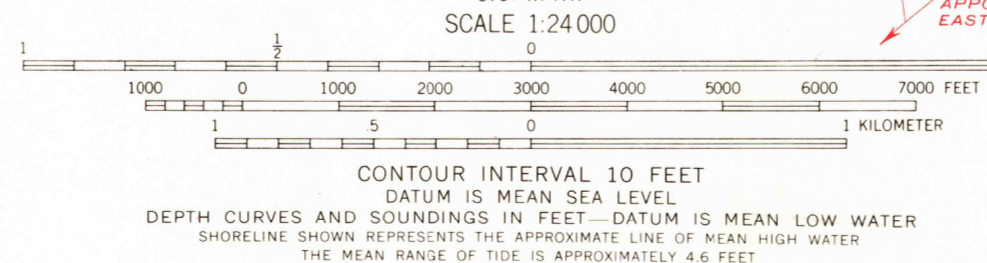 SCALE 1:24 000
1 1/2 0
1000 0 1000 2000 3000 4000 5000 6000 7000 FEET
1 .5 0 1 KILOMETER
CONTOUR INTERVAL 10 FEET
DATUM IS MEAN SEA LEVEL
DEPTH CURVES AND SOUNDINGS IN FEET—DATUM IS MEAN LOW WATER
SHORELINE SHOWN REPRESENTS THE APPROXIMATE LINE OF MEAN HIGH WATER
THE MEAN RANGE OF TIDE IS APPROXIMATELY 4.6 FEET
EAST